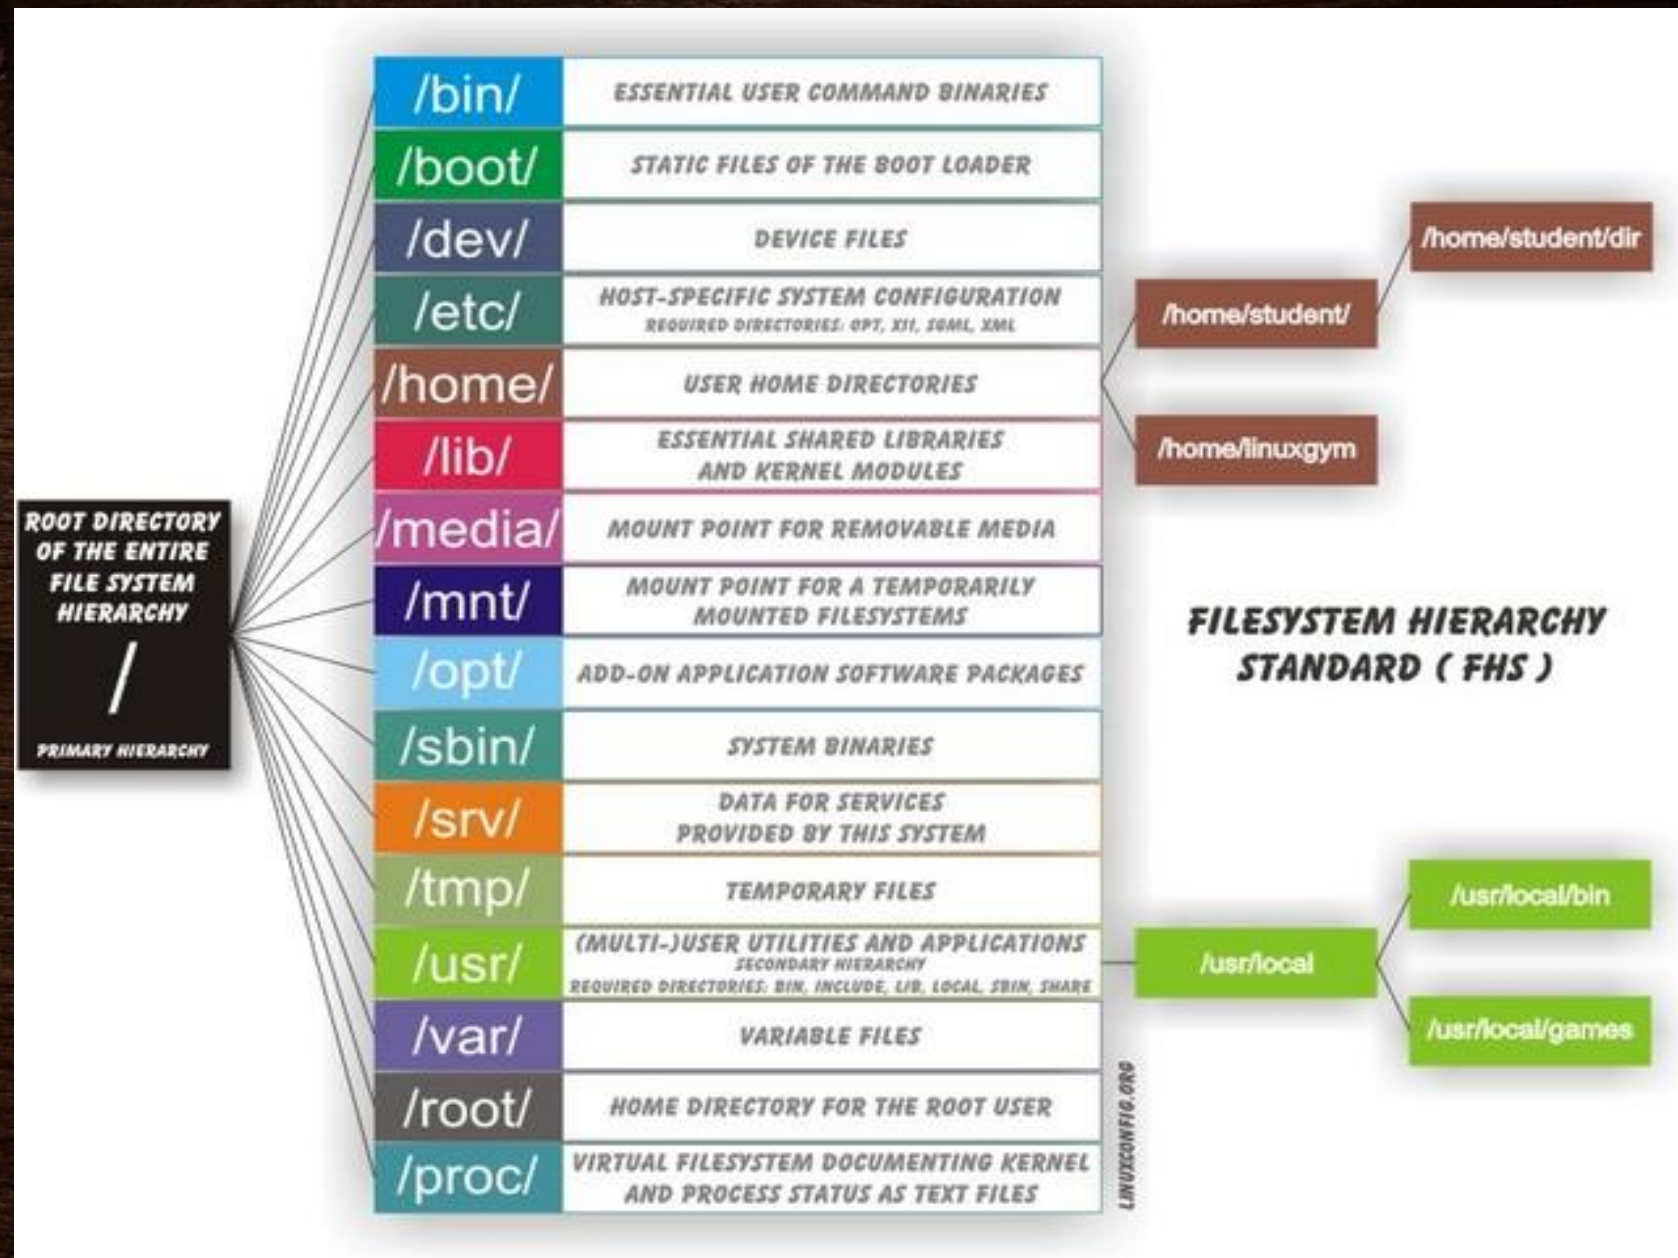 ROOT DIRECTORY
OF THE ENTIRE
FILE SYSTEM
HIERARCHY
/
PRIMARY HIERARCHY
/bin/
ESSENTIAL USER COMMAND BINARIES
/boot/
STATIC FILES OF THE BOOT LOADER
/dev/
DEVICE FILES
/etc/
HOST-SPECIFIC SYSTEM CONFIGURATION
REQUIRED DIRECTORIES: OPT, X11, SGML, XML
/home/
USER HOME DIRECTORIES
/lib/
ESSENTIAL SHARED LIBRARIES
AND KERNEL MODULES
/media/
MOUNT POINT FOR REMOVABLE MEDIA
/mnt/
MOUNT POINT FOR A TEMPORARILY
MOUNTED FILESYSTEMS
/opt/
ADD-ON APPLICATION SOFTWARE PACKAGES
/sbin/
SYSTEM BINARIES
/srv/
DATA FOR SERVICES
PROVIDED BY THIS SYSTEM
/tmp/
TEMPORARY FILES
/usr/
(MULTI-)USER UTILITIES AND APPLICATIONS
SECONDARY HIERARCHY
REQUIRED DIRECTORIES: BIN, INCLUDE, LIB, LOCAL, SBIN, SHARE
/var/
VARIABLE FILES
/root/
HOME DIRECTORY FOR THE ROOT USER
/proc/
VIRTUAL FILESYSTEM DOCUMENTING KERNEL
AND PROCESS STATUS AS TEXT FILES
/home/student/
/home/student/dir
/home/linuxgym
FILESYSTEM HIERARCHY
STANDARD ( FHS )
/usr/local
/usr/local/bin
/usr/local/games
LINUXCONFIG.ORG